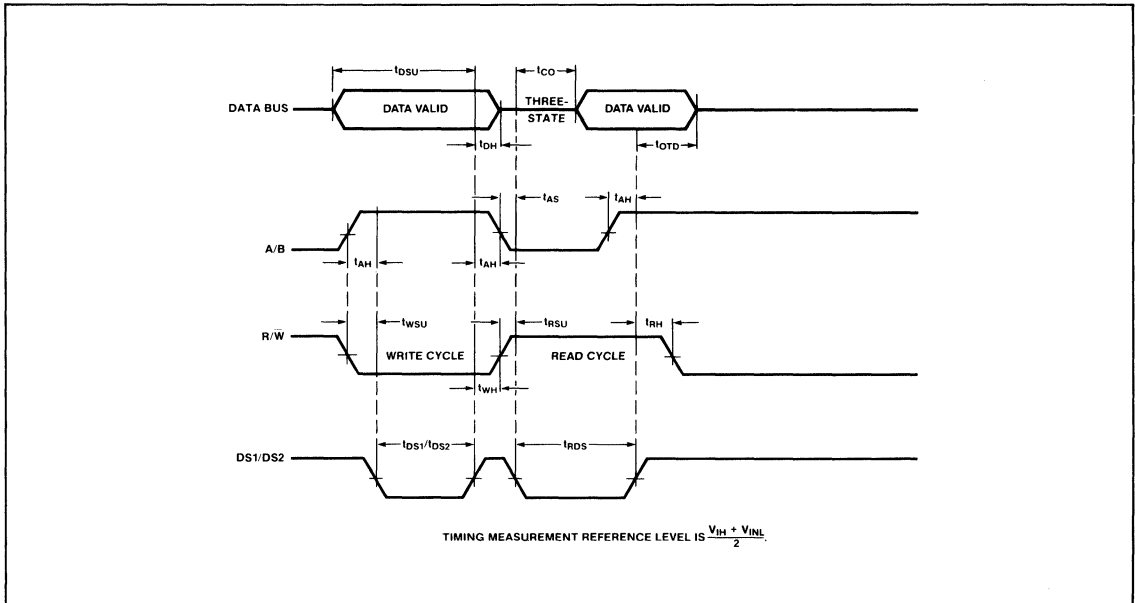 tDSU tCO
DATA BUS DATA VALID THREE-STATE DATA VALID
tDH tOTD
tAS tAH
A/B
tAH tAH
tWSU tRSU tRH
R/W̅ WRITE CYCLE READ CYCLE
tWH
tDS1/tDS2 tRDS
DS1/DS2
TIMING MEASUREMENT REFERENCE LEVEL IS VIH + VINL / 2.